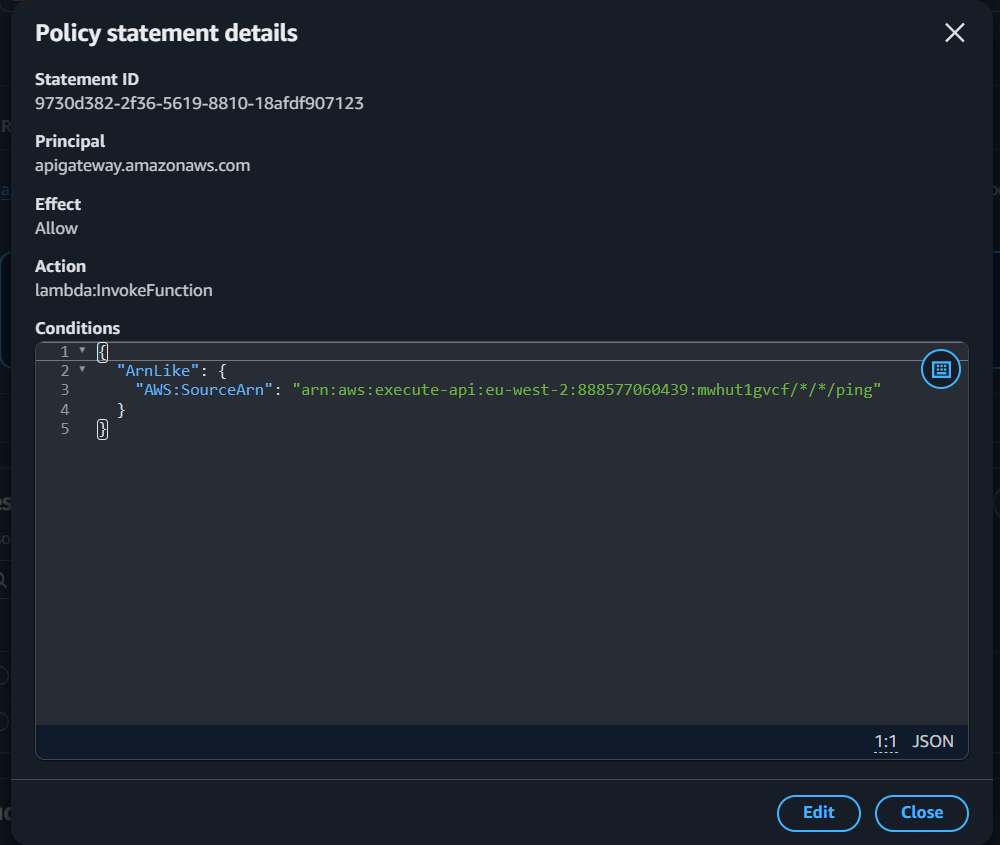 Policy statement details
Statement ID
9730d382-2f36-5619-8810-18afdf907123
Principal
apigateway.amazonaws.com
Effect
Allow
Action
lambda:InvokeFunction
Conditions
1 {
2 "ArnLike": {
3 "AWS:SourceArn": "arn:aws:execute-api:eu-west-2:888577060439:mwhut1gvcf/*/*/ping"
4 }
5 }
1:1 JSON
Edit Close